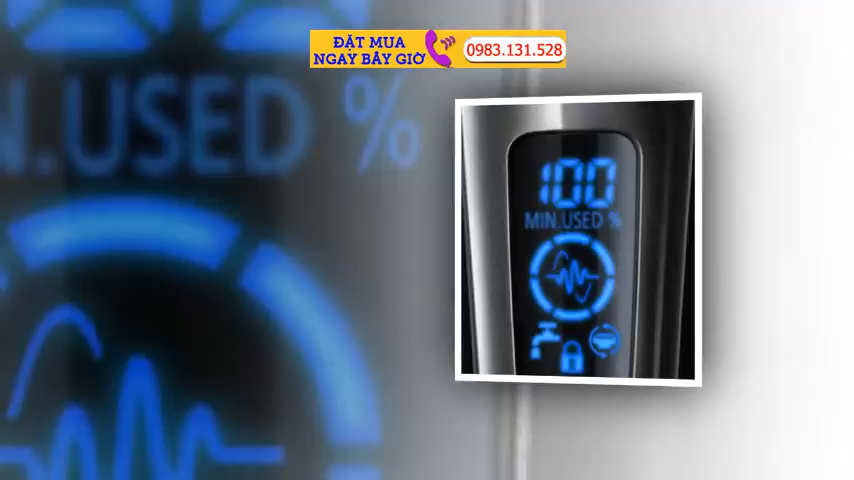 ĐẶT MUA
NGAY BÂY GIỜ
0983.131.528
N.USED %
100
MIN.USED %